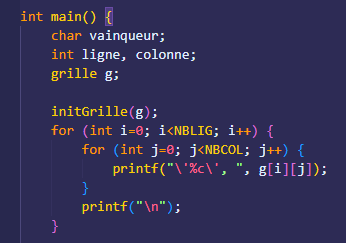 int main() {
char vainqueur;
int ligne, colonne;
grille g;
initGrille(g);
for (int i=0; i<NBLIG; i++) {
for (int j=0; j<NBCOL; j++) {
printf("\'%c\', ", g[i][j]);
}
printf("\n");
}